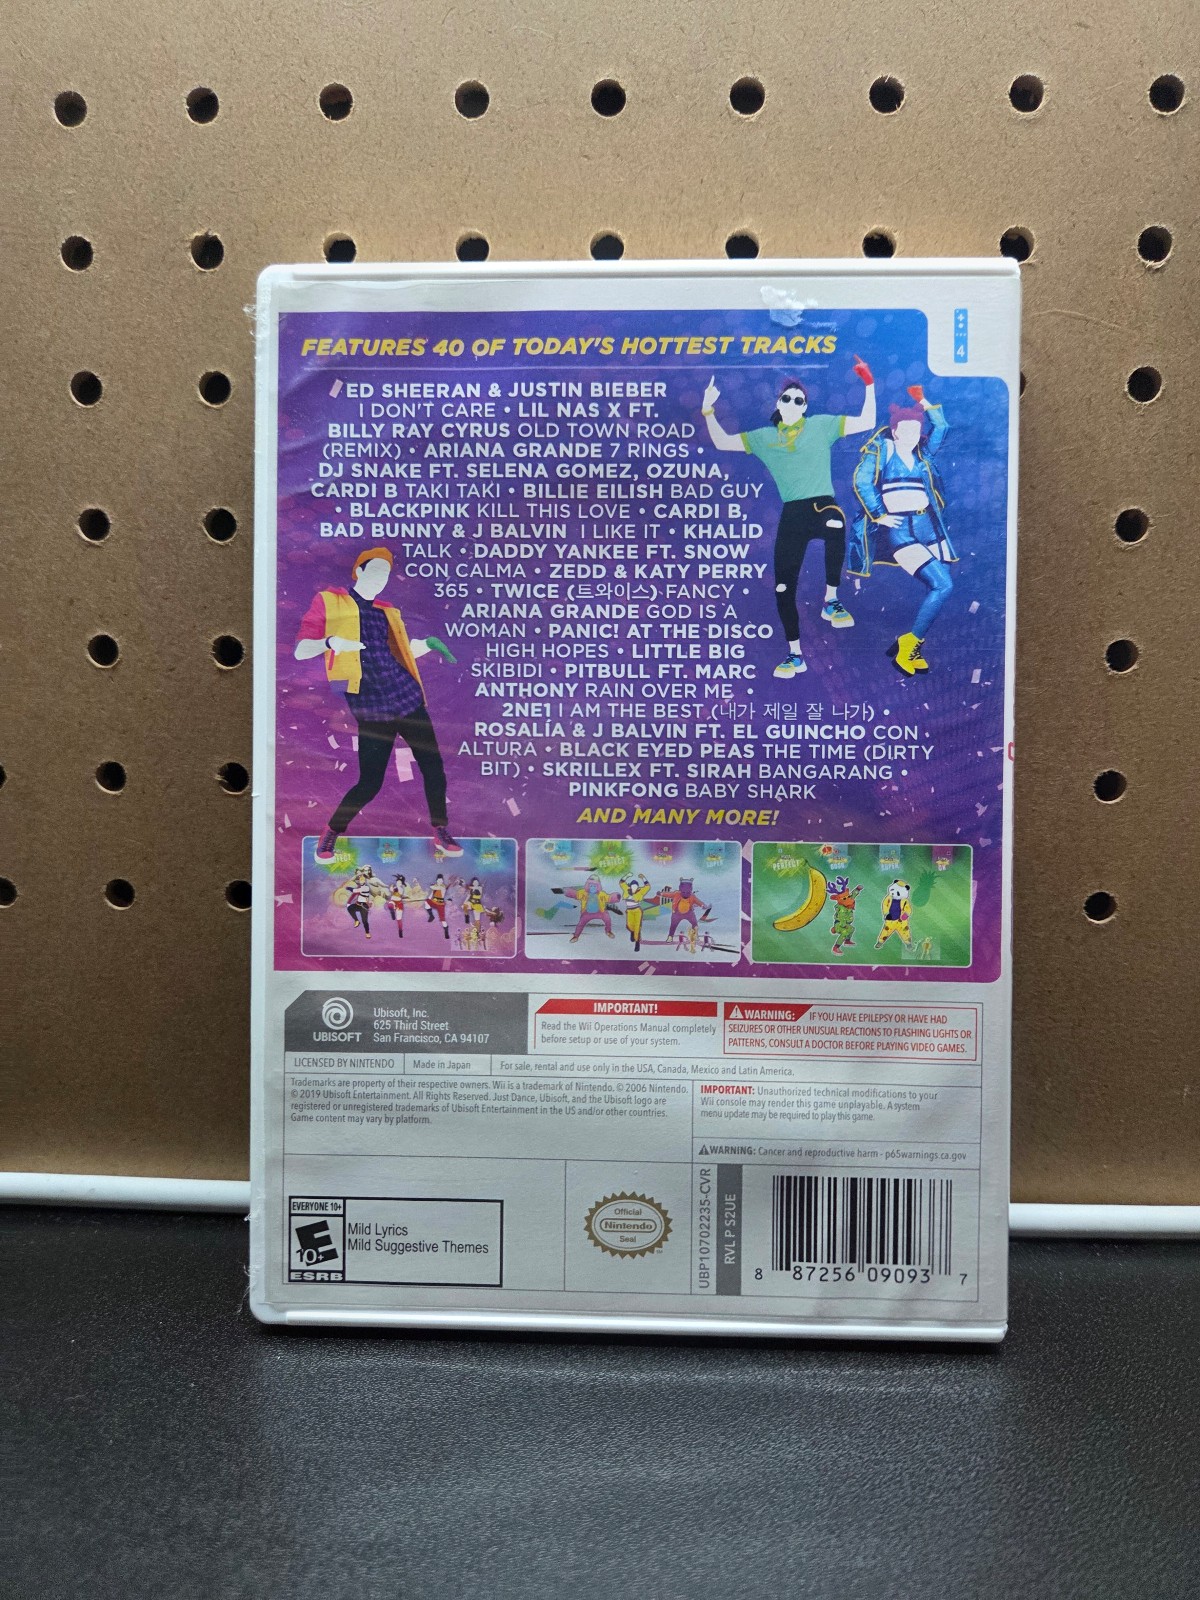 FEATURES 40 OF TODAY'S HOTTEST TRACKS
4
ED SHEERAN & JUSTIN BIEBER
I DON'T CARE • LIL NAS X FT.
BILLY RAY CYRUS OLD TOWN ROAD
(REMIX) • ARIANA GRANDE 7 RINGS •
DJ SNAKE FT. SELENA GOMEZ, OZUNA,
CARDI B TAKI TAKI • BILLIE EILISH BAD GUY
• BLACKPINK KILL THIS LOVE • CARDI B,
BAD BUNNY & J BALVIN I LIKE IT • KHALID
TALK • DADDY YANKEE FT. SNOW
CON CALMA • ZEDD & KATY PERRY
365 • TWICE (트와이스) FANCY •
ARIANA GRANDE GOD IS A
WOMAN • PANIC! AT THE DISCO
HIGH HOPES • LITTLE BIG
SKIBIDI • PITBULL FT. MARC
ANTHONY RAIN OVER ME •
2NE1 I AM THE BEST (내가 제일 잘 나가) •
ROSALÍA & J BALVIN FT. EL GUINCHO CON
ALTURA • BLACK EYED PEAS THE TIME (DIRTY
BIT) • SKRILLEX FT. SIRAH BANGARANG •
PINKFONG BABY SHARK
AND MANY MORE!
UBISOFT
Ubisoft, Inc.
625 Third Street
San Francisco, CA 94107
IMPORTANT!
Read the Wii Operations Manual completely
before setup or use of your system.
WARNING: IF YOU HAVE EPILEPSY OR HAVE HAD
SEIZURES OR OTHER UNUSUAL REACTIONS TO FLASHING LIGHTS OR
PATTERNS, CONSULT A DOCTOR BEFORE PLAYING VIDEO GAMES.
LICENSED BY NINTENDO
Made in Japan
For sale, rental and use only in the USA, Canada, Mexico and Latin America.
Trademarks are property of their respective owners. Wii is a trademark of Nintendo. © 2006 Nintendo.
© 2019 Ubisoft Entertainment. All Rights Reserved. Just Dance, Ubisoft, and the Ubisoft logo are
registered or unregistered trademarks of Ubisoft Entertainment in the US and/or other countries.
Game content may vary by platform.
IMPORTANT: Unauthorized technical modifications to your
Wii console may render this game unplayable. A system
menu update may be required to play this game.
WARNING: Cancer and reproductive harm - p65warnings.ca.gov
EVERYONE 10+
E
10+
ESRB
Mild Lyrics
Mild Suggestive Themes
Official
Nintendo
Seal
UBP10702235-CVR
RVL P S2UE
8 87256 09093 7